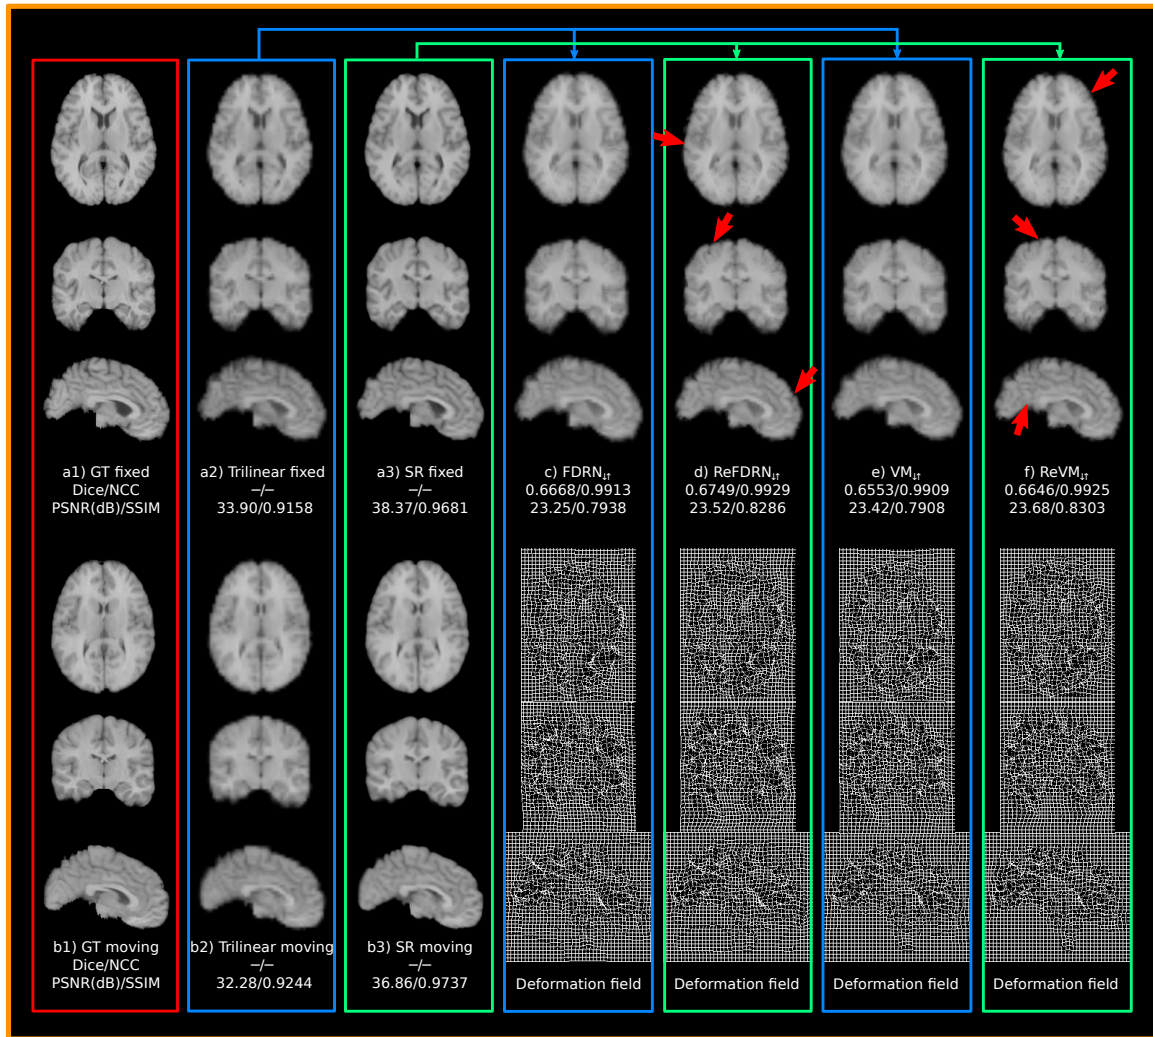 a1) GT fixed
Dice/NCC
PSNR(dB)/SSIM
a2) Trilinear fixed
−/−
33.90/0.9158
a3) SR fixed
−/−
38.37/0.9681
c) FDRN↓↑
0.6668/0.9913
23.25/0.7938
d) ReFDRN↓↑
0.6749/0.9929
23.52/0.8286
e) VM↓↑
0.6553/0.9909
23.42/0.7908
f) ReVM↓↑
0.6646/0.9925
23.68/0.8303
b1) GT moving
Dice/NCC
PSNR(dB)/SSIM
b2) Trilinear moving
−/−
32.28/0.9244
b3) SR moving
−/−
36.86/0.9737
Deformation field
Deformation field
Deformation field
Deformation field